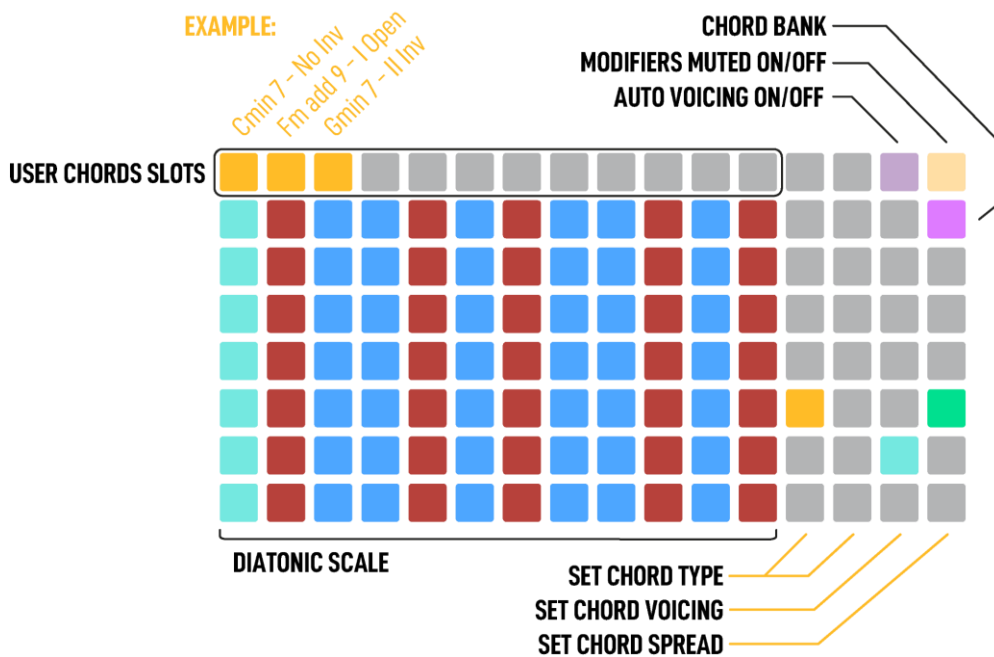 EXAMPLE:
Cmin 7 - No Inv
Fm add 9 - I Open
Gmin 7 - II Inv
CHORD BANK
MODIFIERS MUTED ON/OFF
AUTO VOICING ON/OFF
USER CHORDS SLOTS
DIATONIC SCALE
SET CHORD TYPE
SET CHORD VOICING
SET CHORD SPREAD